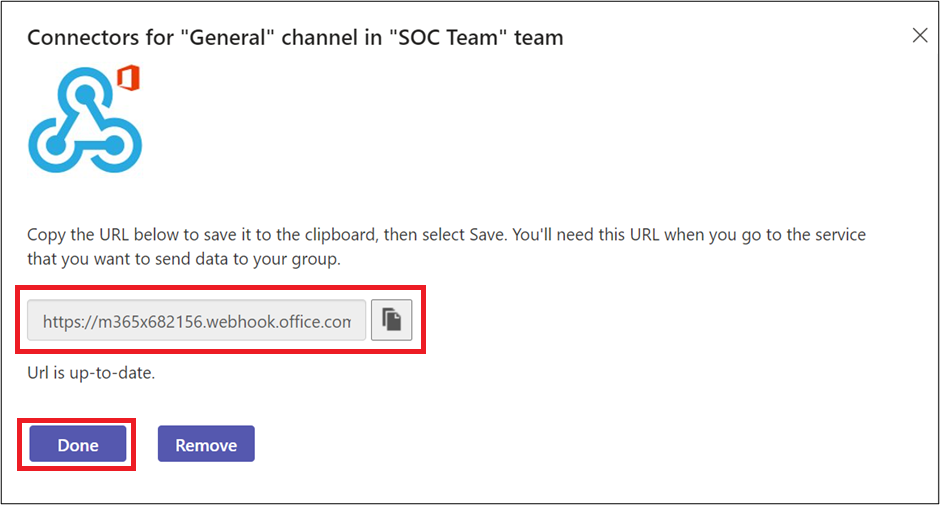 Connectors for "General" channel in "SOC Team" team
Copy the URL below to save it to the clipboard, then select Save. You'll need this URL when you go to the service
that you want to send data to your group.
https://m365x682156.webhook.office.com
Url is up-to-date.
Done
Remove